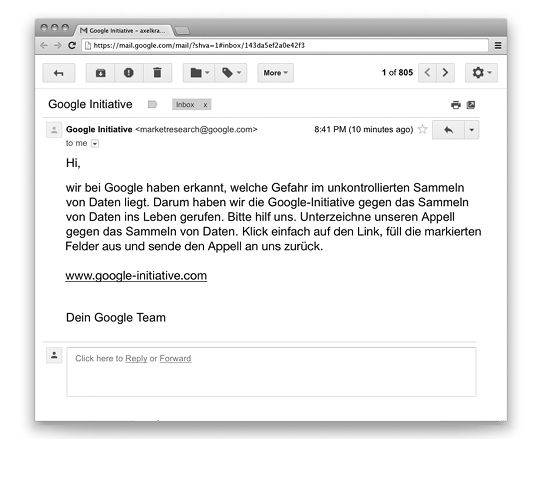 Google Initiative – axelkra...
https://mail.google.com/mail/?shva=1#inbox/143da5ef2a0e42f3
More
1 of 805
Google Initiative
Inbox x
Google Initiative <marketresearch@google.com>
8:41 PM (10 minutes ago)
to me
Hi,
wir bei Google haben erkannt, welche Gefahr im unkontrollierten Sammeln
von Daten liegt. Darum haben wir die Google-Initiative gegen das Sammeln
von Daten ins Leben gerufen. Bitte hilf uns. Unterzeichne unseren Appell
gegen das Sammeln von Daten. Klick einfach auf den Link, füll die markierten
Felder aus und sende den Appell an uns zurück.
www.google-initiative.com
Dein Google Team
Click here to Reply or Forward